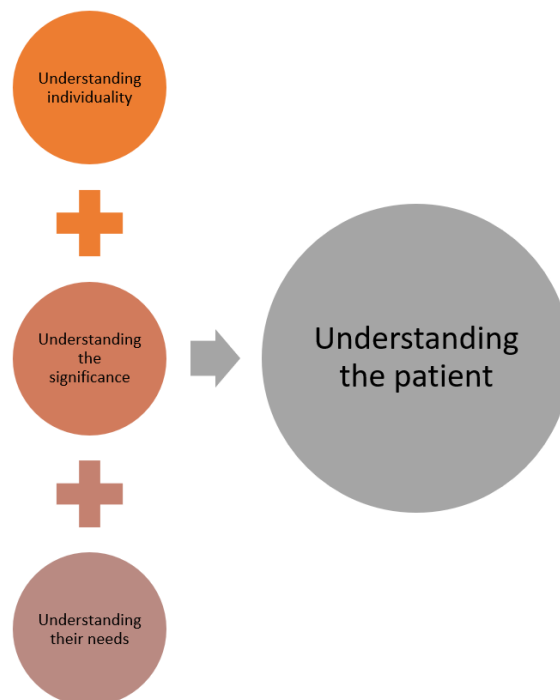 Understanding
individuality
Understanding
the
significance
Understanding
their needs
Understanding
the patient